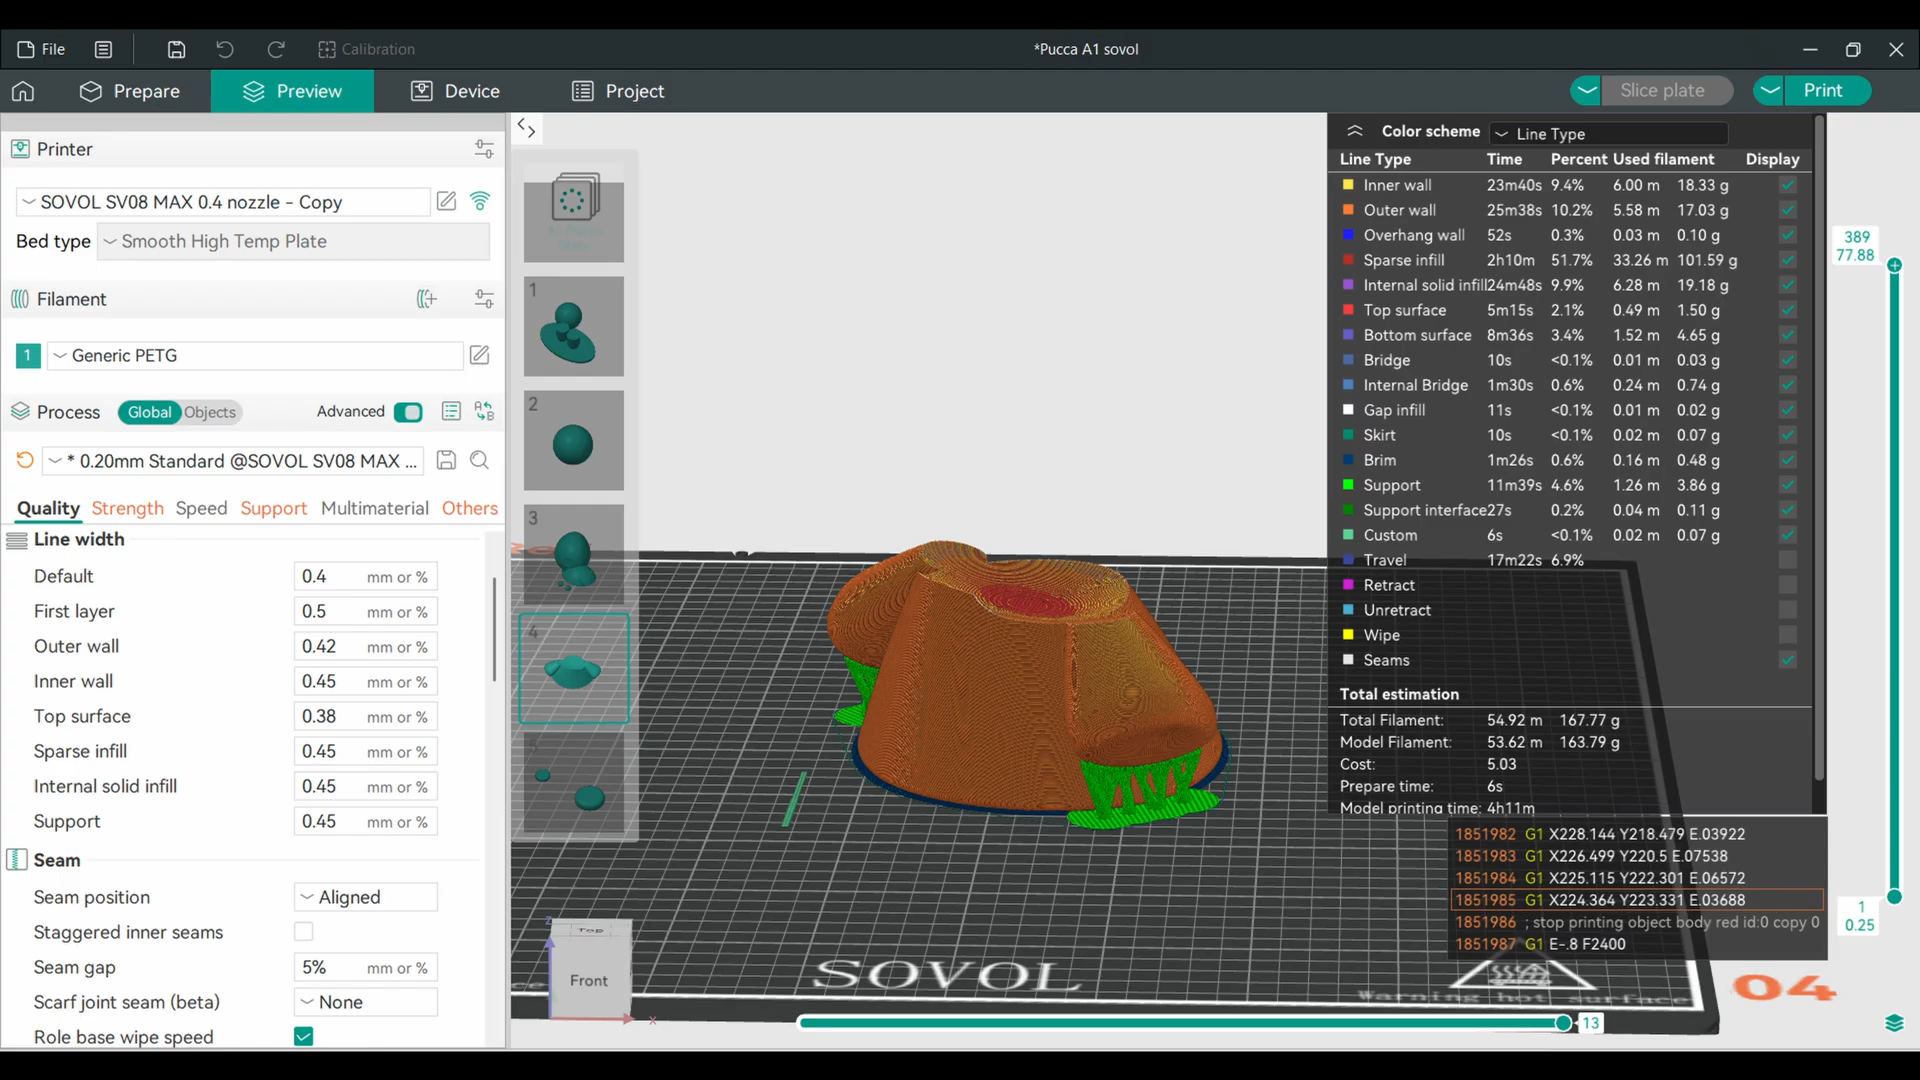 File
Calibration
*Pucca A1 sovol
Prepare
Preview
Device
Project
Slice plate
Print
Printer
SOVOL SV08 MAX 0.4 nozzle - Copy
Bed type
Smooth High Temp Plate
Filament
1
Generic PETG
Process
Global
Objects
Advanced
* 0.20mm Standard @SOVOL SV08 MAX ...
Quality
Strength
Speed
Support
Multimaterial
Others
Line width
Default 0.4 mm or %
First layer 0.5 mm or %
Outer wall 0.42 mm or %
Inner wall 0.45 mm or %
Top surface 0.38 mm or %
Sparse infill 0.45 mm or %
Internal solid infill 0.45 mm or %
Support 0.45 mm or %
Seam
Seam position Aligned
Staggered inner seams
Seam gap 5% mm or %
Scarf joint seam (beta) None
Role base wipe speed
1
2
3
4
5
Color scheme Line Type
Line Type Time Percent Used filament Display
Inner wall 23m40s 9.4% 6.00 m 18.33 g
Outer wall 25m38s 10.2% 5.58 m 17.03 g
Overhang wall 52s 0.3% 0.03 m 0.10 g
Sparse infill 2h10m 51.7% 33.26 m 101.59 g
Internal solid infill 24m48s 9.9% 6.28 m 19.18 g
Top surface 5m15s 2.1% 0.49 m 1.50 g
Bottom surface 8m36s 3.4% 1.52 m 4.65 g
Bridge 10s <0.1% 0.01 m 0.03 g
Internal Bridge 1m30s 0.6% 0.24 m 0.74 g
Gap infill 11s <0.1% 0.01 m 0.02 g
Skirt 10s <0.1% 0.02 m 0.07 g
Brim 1m26s 0.6% 0.16 m 0.48 g
Support 11m39s 4.6% 1.26 m 3.86 g
Support interface 27s 0.2% 0.04 m 0.11 g
Custom 6s <0.1% 0.02 m 0.07 g
Travel 17m22s 6.9%
Retract
Unretract
Wipe
Seams
Total estimation
Total Filament: 54.92 m 167.77 g
Model Filament: 53.62 m 163.79 g
Cost: 5.03
Prepare time: 6s
Model printing time: 4h11m
389
77.88
1851982 G1 X228.144 Y218.479 E.03922
1851983 G1 X226.499 Y220.5 E.07538
1851984 G1 X225.115 Y222.301 E.06572
1851985 G1 X224.364 Y223.331 E.03688
1851986 ; stop printing object body red id:0 copy 0
1851987 G1 E-.8 F2400
1
0.25
z
Top
Front
x
SOVOL
Warning hot surface
04
13